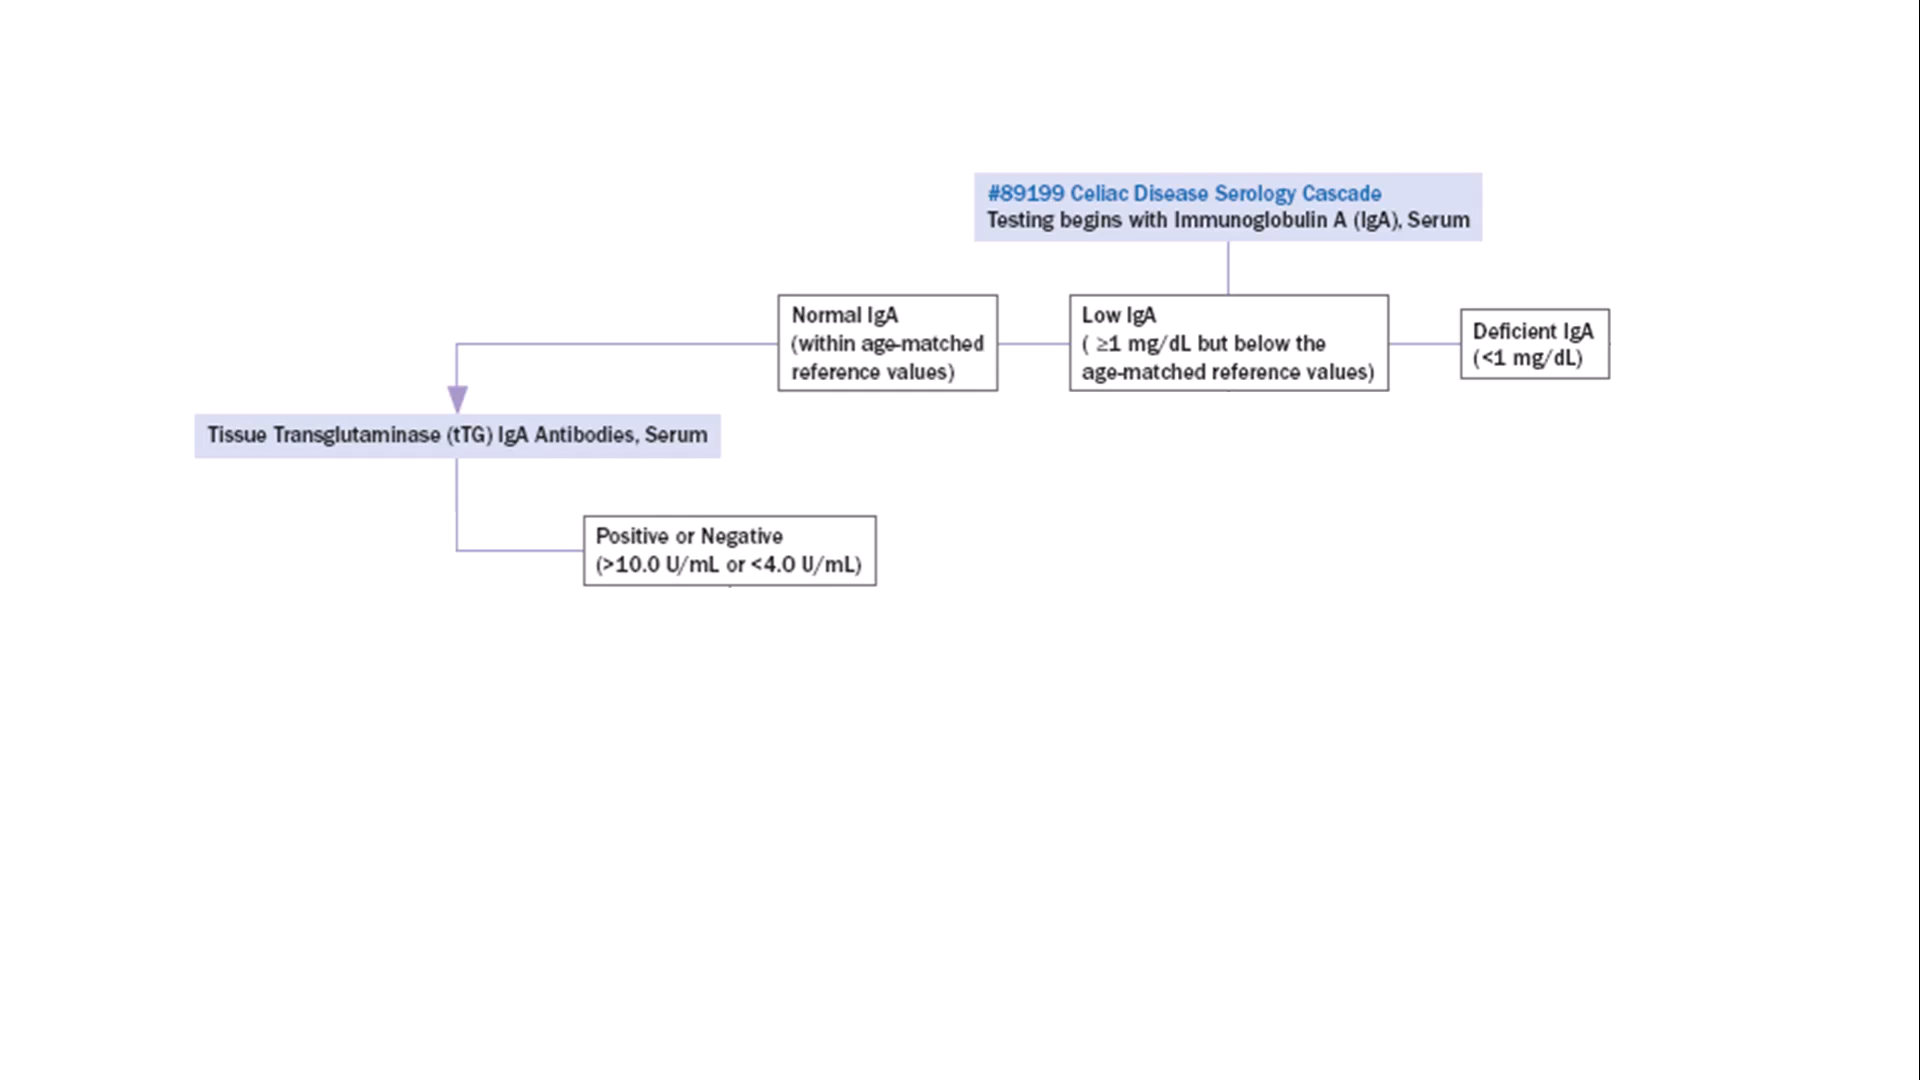 #89199 Celiac Disease Serology Cascade
Testing begins with Immunoglobulin A (IgA), Serum
Normal IgA
(within age-matched
reference values)
Low IgA
( ≥1 mg/dL but below the
age-matched reference values)
Deficient IgA
(<1 mg/dL)
Tissue Transglutaminase (tTG) IgA Antibodies, Serum
Positive or Negative
(>10.0 U/mL or <4.0 U/mL)